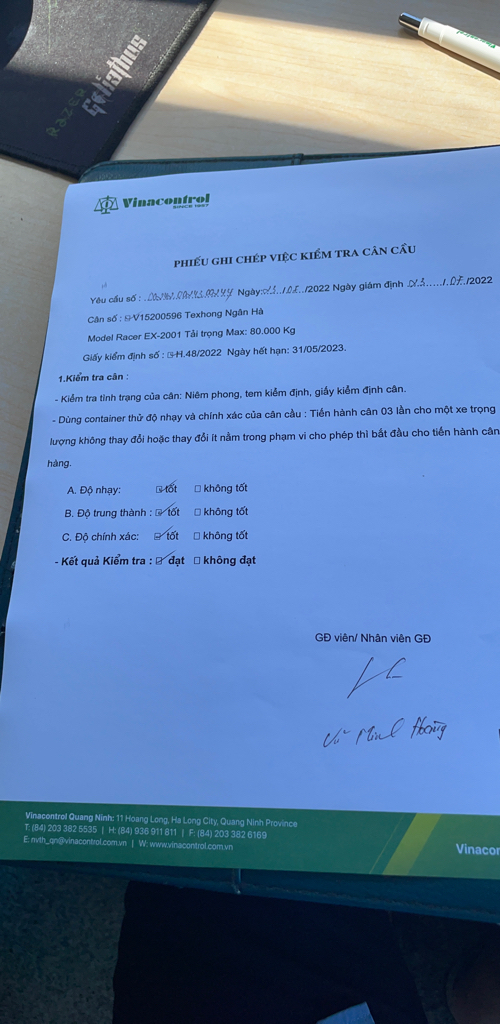 RAZER
Goliathus
Vinacontrol
SINCE 1957
PHIẾU GHI CHÉP VIỆC KIỂM TRA CÂN CẦU
Yêu cầu số : Ngày: /2022 Ngày giám định /2022
Cân số : V15200596 Texhong Ngân Hà
Model Racer EX-2001 Tải trọng Max: 80.000 Kg
Giấy kiểm định số : H.48/2022 Ngày hết hạn: 31/05/2023.
1.Kiểm tra cân :
- Kiểm tra tình trạng của cân: Niêm phong, tem kiểm định, giấy kiểm định cân.
- Dùng container thử độ nhạy và chính xác của cân cầu : Tiến hành cân 03 lần cho một xe trọng
lượng không thay đổi hoặc thay đổi ít nằm trong phạm vi cho phép thì bắt đầu cho tiến hành cân
hàng.
A. Độ nhạy: ☑ tốt ☐ không tốt
B. Độ trung thành : ☑ tốt ☐ không tốt
C. Độ chính xác: ☑ tốt ☐ không tốt
- Kết quả Kiểm tra : ☑ đạt ☐ không đạt
GĐ viên/ Nhân viên GĐ
Vũ Minh Hoàng
Vinacontrol Quang Ninh: 11 Hoang Long, Ha Long City, Quang Ninh Province
T: (84) 203 382 5535 | H: (84) 936 911 811 | F: (84) 203 382 6169
E: nvth_qn@vinacontrol.com.vn | W: www.vinacontrol.com.vn
Vinacon